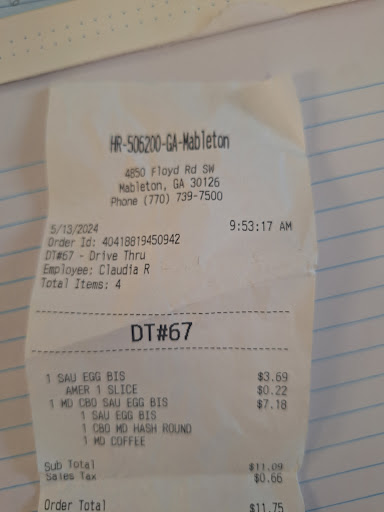 HR-506200-GA-Mableton
4850 Floyd Rd SW
Mableton, GA 30126
Phone (770) 739-7500
5/13/2024 9:53:17 AM
Order Id: 40418819450942
DT#67 - Drive Thru
Employee: Claudia R
Total Items: 4
DT#67
1 SAU EGG BIS $3.69
AMER 1 SLICE $0.22
1 MD CBO SAU EGG BIS $7.18
1 SAU EGG BIS
1 CBO MD HASH ROUND
1 MD COFFEE
Sub Total $11.09
Sales Tax $0.66
Order Total $11.75